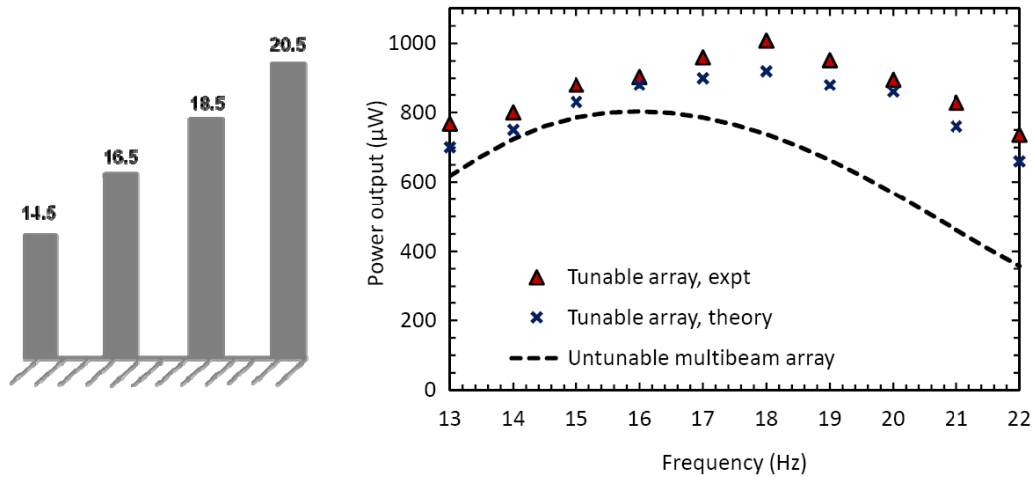 14.5
16.5
18.5
20.5
Power output (μW)
1000
800
600
400
200
0
Tunable array, expt
Tunable array, theory
Untunable multibeam array
13 14 15 16 17 18 19 20 21 22
Frequency (Hz)